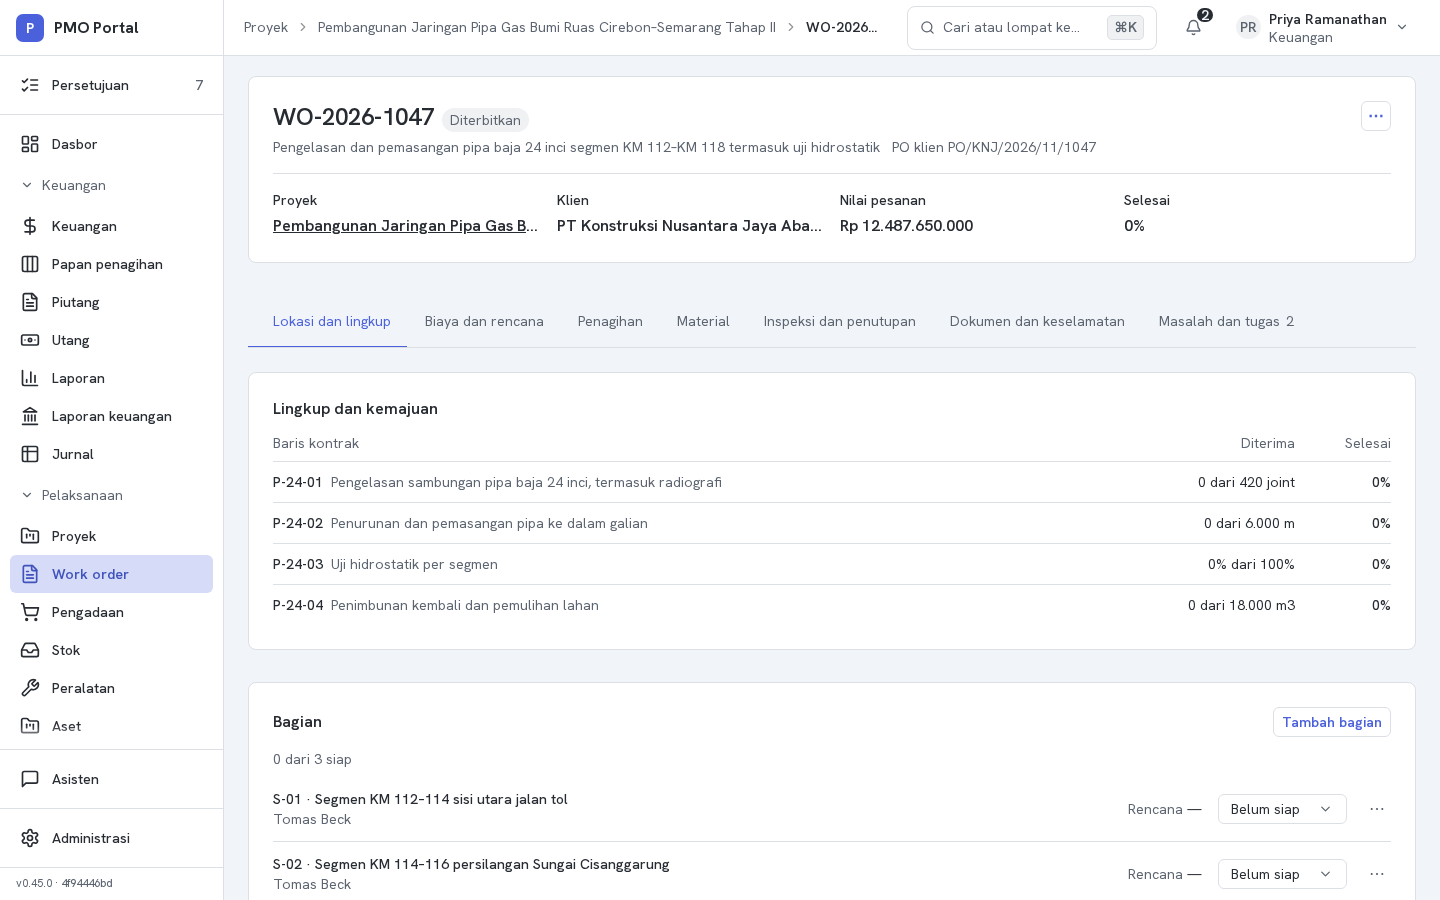 P PMO Portal
Proyek > Pembangunan Jaringan Pipa Gas Bumi Ruas Cirebon–Semarang Tahap II > WO-2026...
Cari atau lompat ke... ⌘K
2
PR Priya Ramanathan
Keuangan
Persetujuan 7
Dasbor
Keuangan
Keuangan
Papan penagihan
Piutang
Utang
Laporan
Laporan keuangan
Jurnal
Pelaksanaan
Proyek
Work order
Pengadaan
Stok
Peralatan
Aset
Asisten
Administrasi
v0.45.0 · 4f94446bd
WO-2026-1047 Diterbitkan
Pengelasan dan pemasangan pipa baja 24 inci segmen KM 112–KM 118 termasuk uji hidrostatik PO klien PO/KNJ/2026/11/1047
Proyek Klien Nilai pesanan Selesai
Pembangunan Jaringan Pipa Gas B... PT Konstruksi Nusantara Jaya Aba... Rp 12.487.650.000 0%
Lokasi dan lingkup Biaya dan rencana Penagihan Material Inspeksi dan penutupan Dokumen dan keselamatan Masalah dan tugas 2
Lingkup dan kemajuan
Baris kontrak Diterima Selesai
P-24-01 Pengelasan sambungan pipa baja 24 inci, termasuk radiografi 0 dari 420 joint 0%
P-24-02 Penurunan dan pemasangan pipa ke dalam galian 0 dari 6.000 m 0%
P-24-03 Uji hidrostatik per segmen 0% dari 100% 0%
P-24-04 Penimbunan kembali dan pemulihan lahan 0 dari 18.000 m3 0%
Bagian Tambah bagian
0 dari 3 siap
S-01 · Segmen KM 112–114 sisi utara jalan tol
Tomas Beck
Rencana — Belum siap
S-02 · Segmen KM 114–116 persilangan Sungai Cisanggarung
Tomas Beck
Rencana — Belum siap